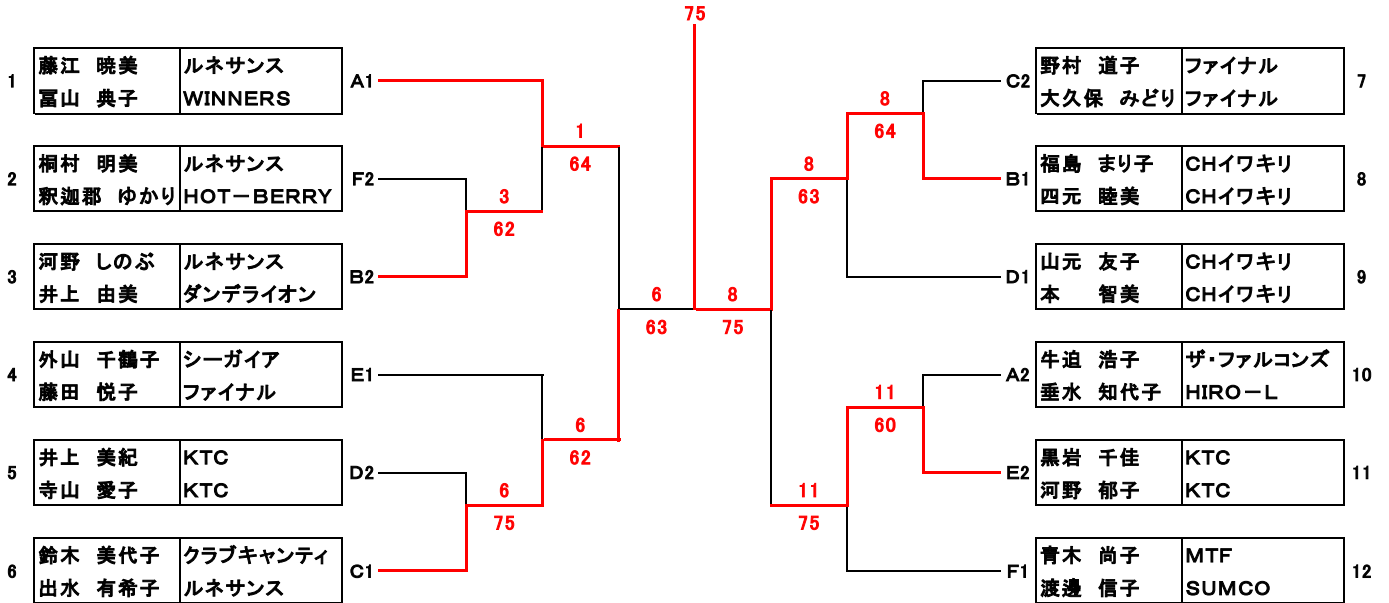 75
1 藤江 暁美 ルネサンス A1
冨山 典子 WINNERS
1
64
2 桐村 明美 ルネサンス F2
釈迦郡 ゆかり HOT－BERRY
3
62
3 河野 しのぶ ルネサンス B2
井上 由美 ダンデライオン
6
63
4 外山 千鶴子 シーガイア E1
藤田 悦子 ファイナル
6
62
5 井上 美紀 KTC D2
寺山 愛子 KTC
6
75
6 鈴木 美代子 クラブキャンティ C1
出水 有希子 ルネサンス
C2 野村 道子 ファイナル 7
大久保 みどり ファイナル
8
64
B1 福島 まり子 CHイワキリ 8
四元 睦美 CHイワキリ
8
63
D1 山元 友子 CHイワキリ 9
本 智美 CHイワキリ
8
75
A2 牛迫 浩子 ザ・ファルコンズ 10
垂水 知代子 HIRO－L
11
60
E2 黒岩 千佳 KTC 11
河野 郁子 KTC
11
75
F1 青木 尚子 MTF 12
渡邊 信子 SUMCO